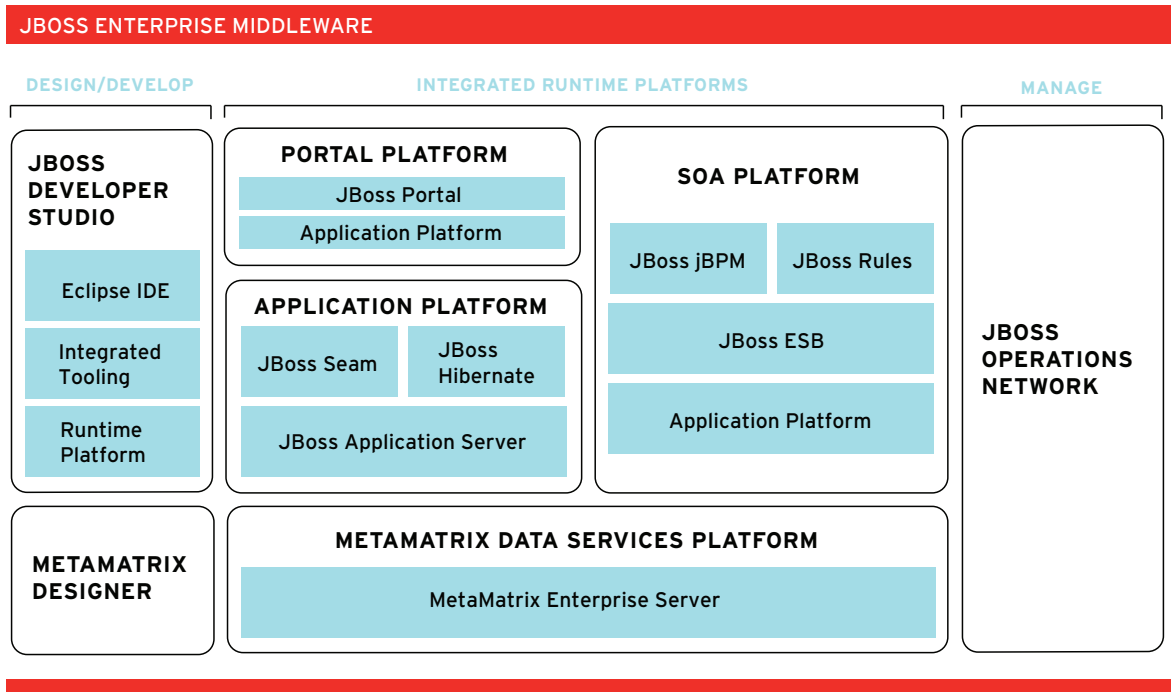 JBOSS ENTERPRISE MIDDLEWARE
DESIGN/DEVELOP
INTEGRATED RUNTIME PLATFORMS
MANAGE
JBOSS
DEVELOPER
STUDIO
Eclipse IDE
Integrated
Tooling
Runtime
Platform
PORTAL PLATFORM
JBoss Portal
Application Platform
APPLICATION PLATFORM
JBoss Seam
JBoss
Hibernate
JBoss Application Server
SOA PLATFORM
JBoss jBPM
JBoss Rules
JBoss ESB
Application Platform
JBOSS
OPERATIONS
NETWORK
METAMATRIX
DESIGNER
METAMATRIX DATA SERVICES PLATFORM
MetaMatrix Enterprise Server